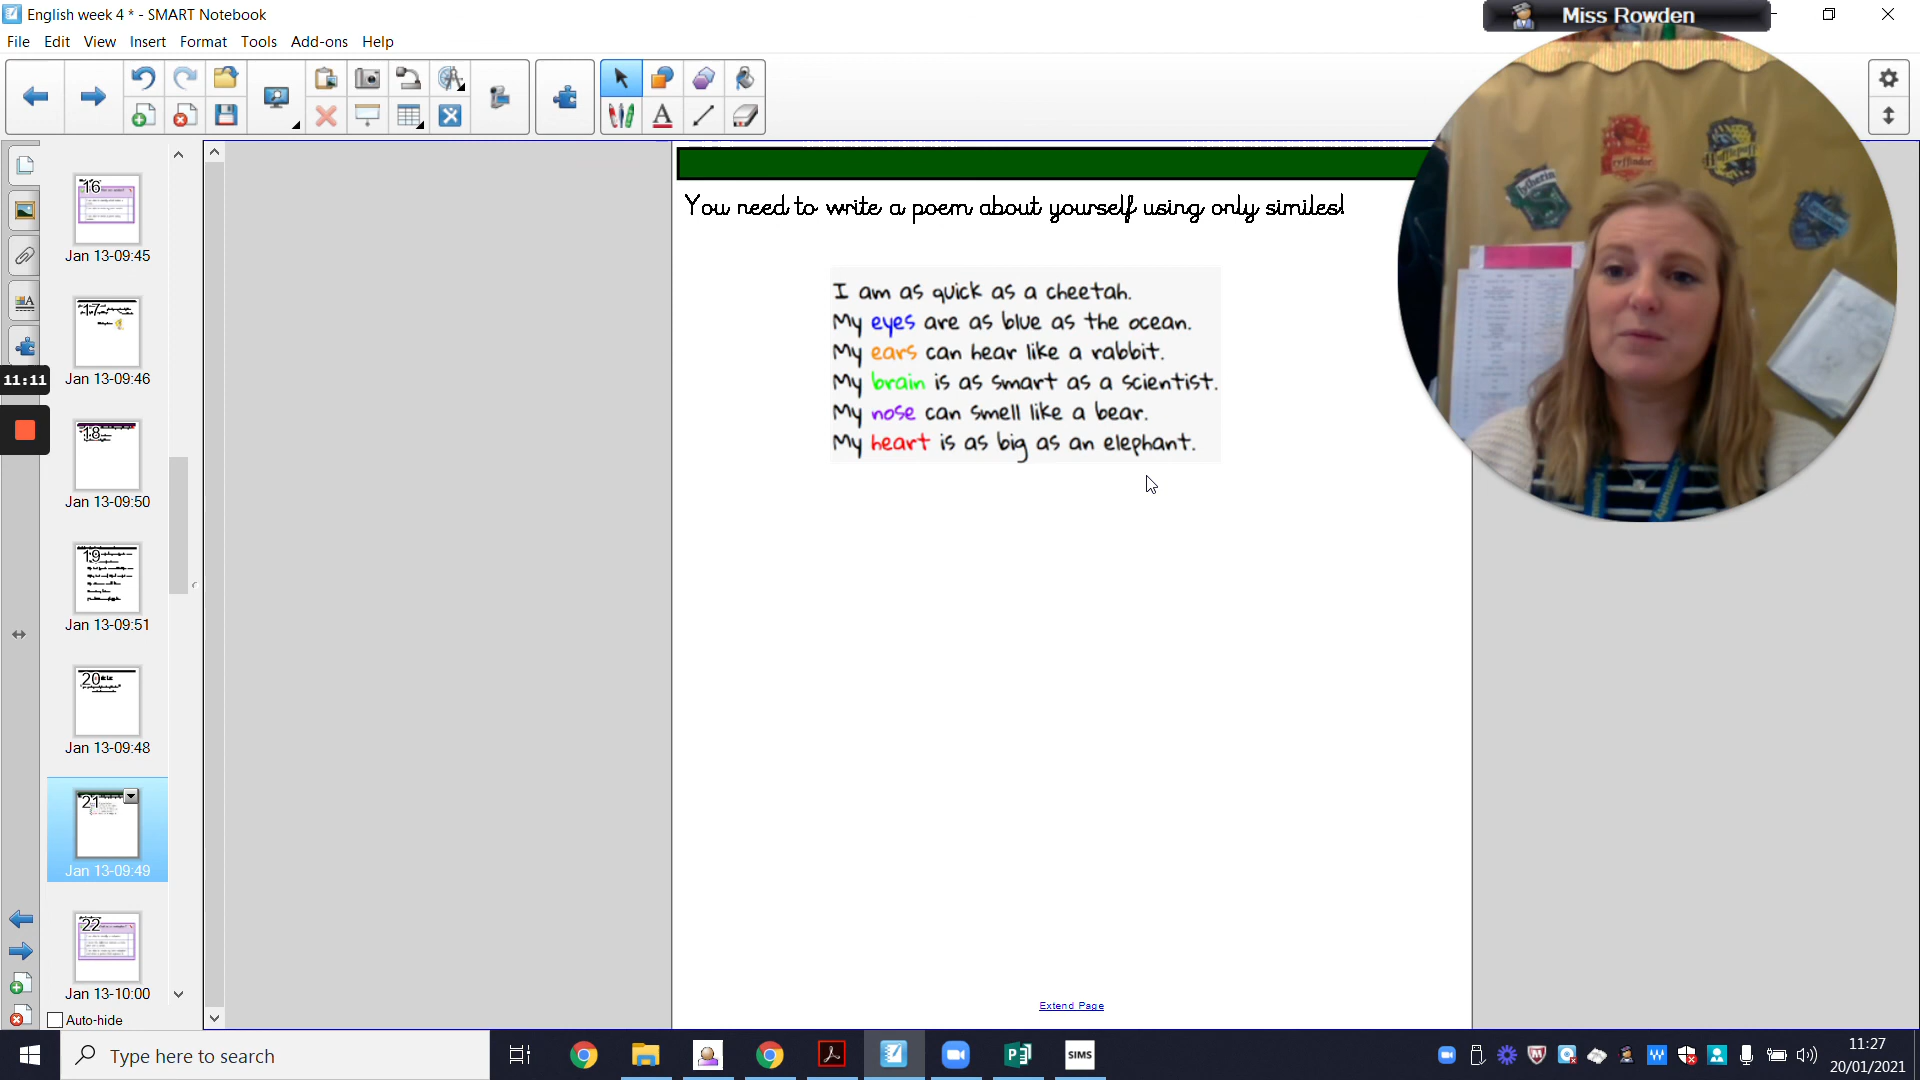 English week 4 * - SMART Notebook
Miss Rowden
File Edit View Insert Format Tools Add-ons Help
16
Jan 13-09:45
17
Jan 13-09:46
11:11
18
Jan 13-09:50
19
Jan 13-09:51
20
Jan 13-09:48
21
Jan 13-09:49
22
Jan 13-10:00
Auto-hide
You need to write a poem about yourself using only similes!
I am as quick as a cheetah.
My eyes are as blue as the ocean.
My ears can hear like a rabbit.
My brain is as smart as a scientist.
My nose can smell like a bear.
My heart is as big as an elephant.
Extend Page
Type here to search
SIMS
11:27
20/01/2021